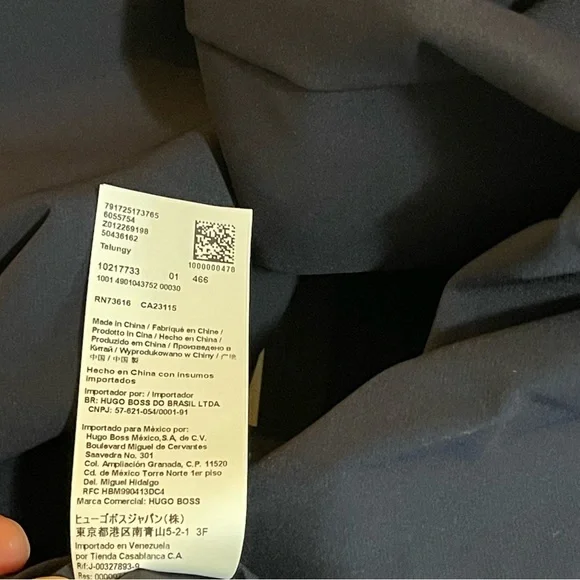 791725173765
6055754
Z012269198
50436162
1000000478
Talungy
10217733 01 466
1001 4901043752 00030
RN73616 CA23115
Made in China / Fabriqué en Chine /
Prodotto in Cina / Hecho en China /
Produzido em China / Произведено в
Китай / Wyprodukowano w Chiny /
中国 / 中国 製
Hecho en China con insumos
importados
Importador por: / Importador
BR: HUGO BOSS DO BRASIL LTDA.
CNPJ: 57-621-054/0001-91
Importado para México por:
Hugo Boss México,S.A. de C.V.
Boulevard Miguel de Cervantes
Saavedra No. 301
Col. Ampliación Granada, C.P. 11520
Cd. de México Torre Norte 1er piso
Del. Miguel Hidalgo
RFC HBM990413DC4
Marca Comercial: HUGO BOSS
ヒューゴボスジャパン(株)
東京都港区南青山5-2-1 3F
Importado en Venezuela
por Tienda Casablanca C.A.
Rif:J-00327893-9